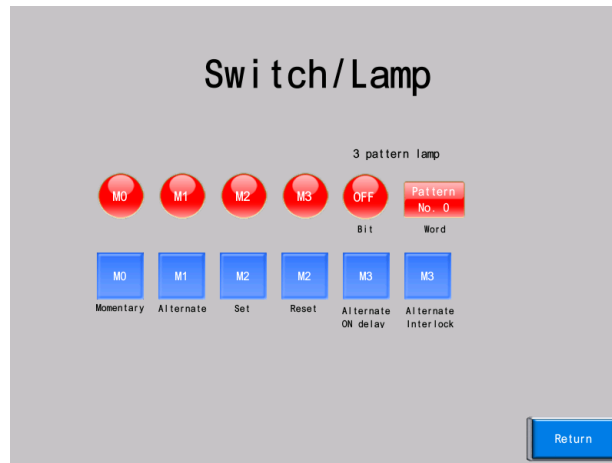 Switch/Lamp
3 pattern lamp
M0 M1 M2 M3 OFF Pattern
No. 0
Bit Word
M0 M1 M2 M2 M3 M3
Momentary Alternate Set Reset Alternate Alternate
ON delay Interlock
Return